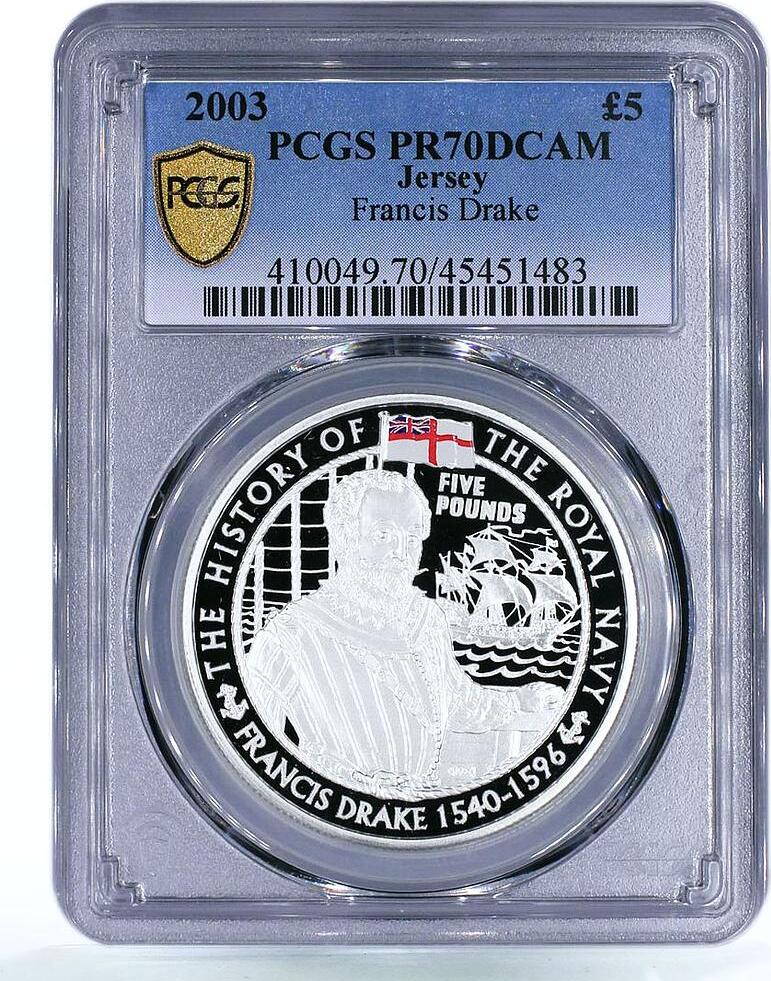 2003 £5
PCGS PR70DCAM
PCGS
Jersey
Francis Drake
410049.70/45451483
THE HISTORY OF THE ROYAL NAVY
FIVE
POUNDS
FRANCIS DRAKE 1540-1596